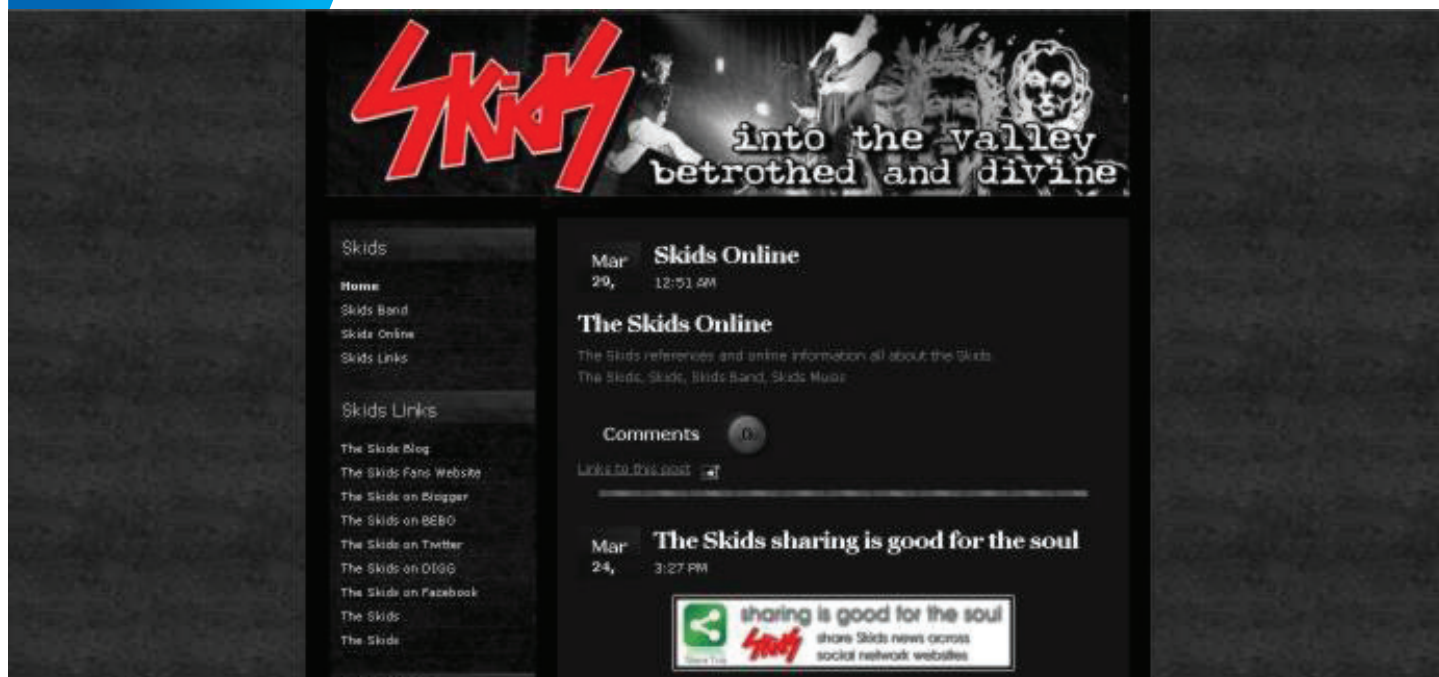 Skids
into the valley
betrothed and divine
Skids
Home
Skids Band
Skids Online
Skids Links
Skids Links
The Skids Blog
The Skids Fans Website
The Skids on Blogger
The Skids on BEBO
The Skids on Twitter
The Skids on DIGG
The Skids on Facebook
The Skids
The Skids
Mar
29,
Skids Online
12:51 AM
The Skids Online
The Skids references and online information all about the Skids
The Skids, Skids, Skids Band, Skids Music
Comments
0
Links to this post
Mar
24,
The Skids sharing is good for the soul
3:27 PM
sharing is good for the soul
Skids
share Skids news across
social network websites
Share This